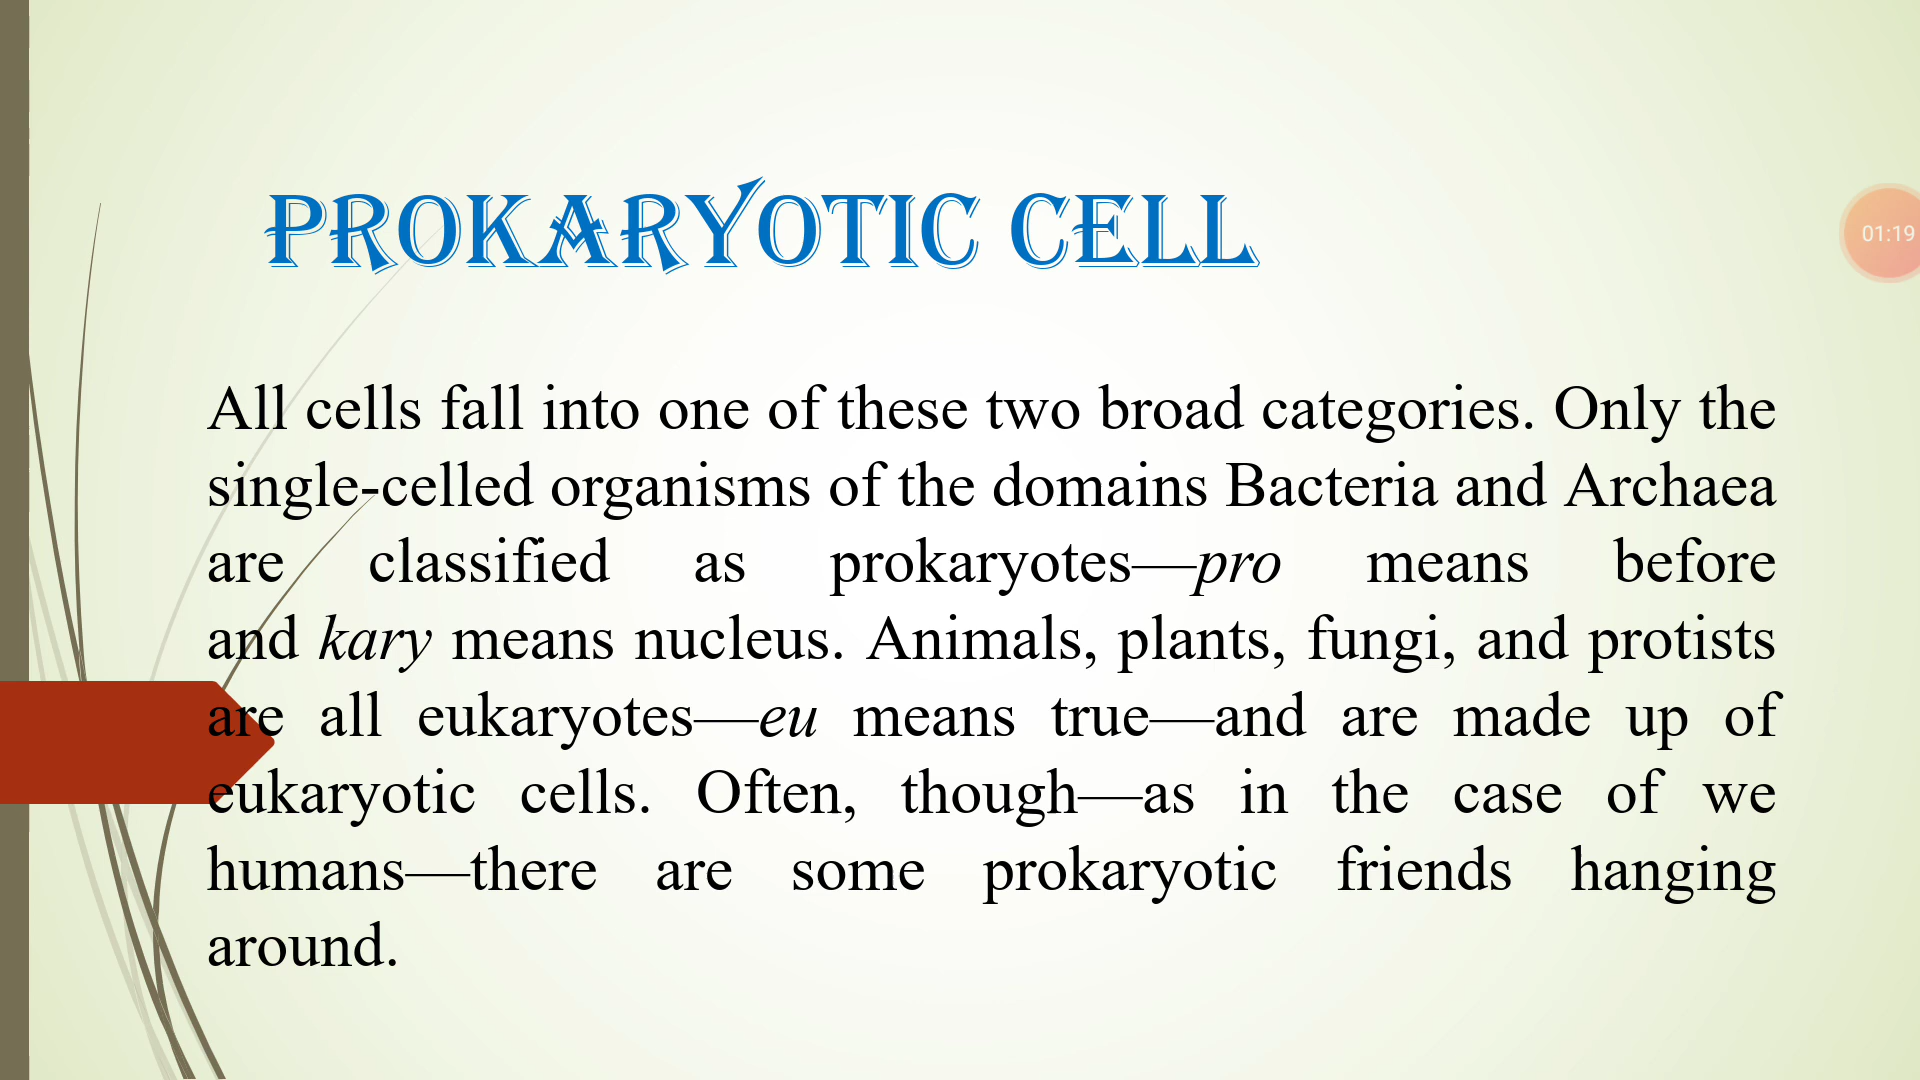 PROKARYOTIC CELL
01:19
All cells fall into one of these two broad categories. Only the
single-celled organisms of the domains Bacteria and Archaea
are classified as prokaryotes—pro means before
and kary means nucleus. Animals, plants, fungi, and protists
are all eukaryotes—eu means true—and are made up of
eukaryotic cells. Often, though—as in the case of we
humans—there are some prokaryotic friends hanging
around.